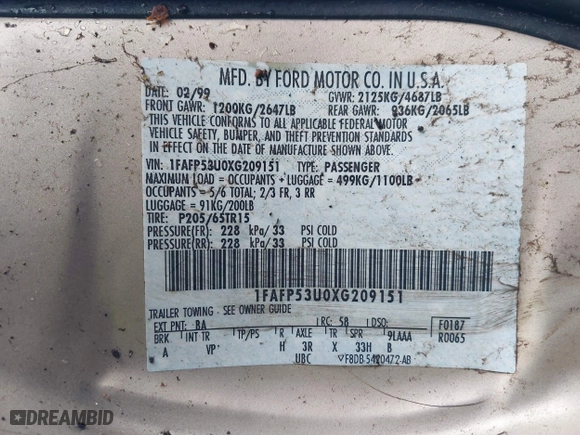 MFD. BY FORD MOTOR CO. IN U.S.A.
DATE: 02/99 GVWR: 2125KG/4687LB
FRONT GAWR: 1200KG/2647LB REAR GAWR: 936KG/2065LB
THIS VEHICLE CONFORMS TO ALL APPLICABLE FEDERAL MOTOR
VEHICLE SAFETY, BUMPER, AND THEFT PREVENTION STANDARDS
IN EFFECT ON THE DATE OF MANUFACTURE SHOWN ABOVE.
VIN: 1FAFP53U0XG209151 TYPE: PASSENGER
MAXIMUM LOAD = OCCUPANTS + LUGGAGE = 499KG/1100LB
OCCUPANTS = 5/6 TOTAL; 2/3 FR, 3 RR
LUGGAGE = 91KG/200LB
TIRE: P205/65TR15
PRESSURE(FR): 228 kPa/33 PSI COLD
PRESSURE(RR): 228 kPa/33 PSI COLD
1FAFP53U0XG209151
TRAILER TOWING - SEE OWNER GUIDE
EXT PNT: BA RC: 58 DSO: F0187
BRK INT TR TP/PS R AXLE TR SPR 9LAAA R0065
A VP H 3R X 33H B
UBC VF8DB-5420472-AB
DREAMBID